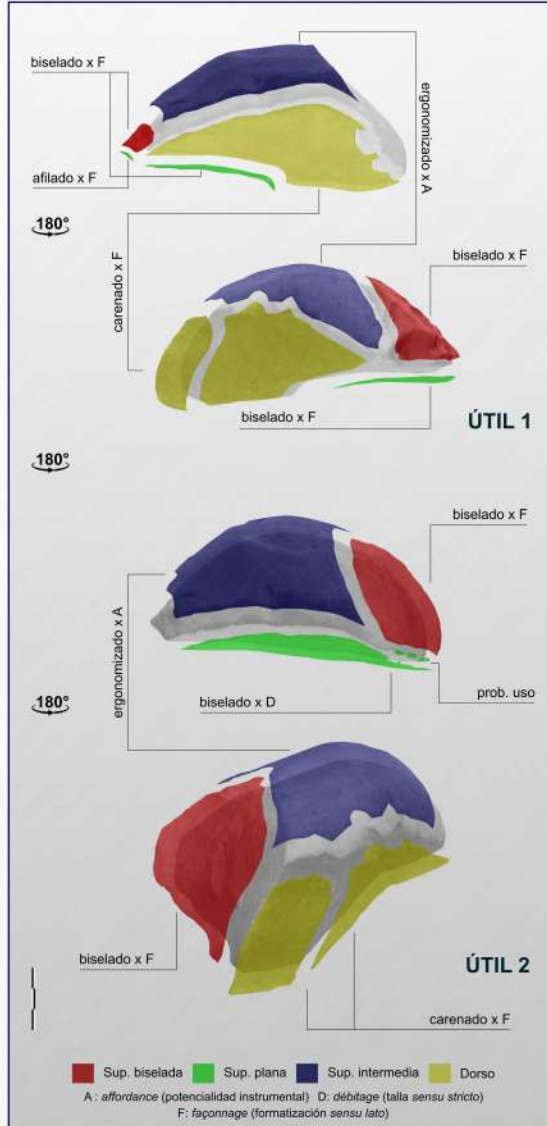 biselado x F
ergonomizado x A
afilado x F
180°
carenado x F
biselado x F
biselado x F
ÚTIL 1
180°
biselado x F
ergonomizado x A
biselado x D
prob. uso
180°
biselado x F
ÚTIL 2
carenado x F
Sup. biselada Sup. plana Sup. intermedia Dorso
A : affordance (potencialidad instrumental) D: débitage (talla sensu stricto)
F: façonnage (formatización sensu lato)